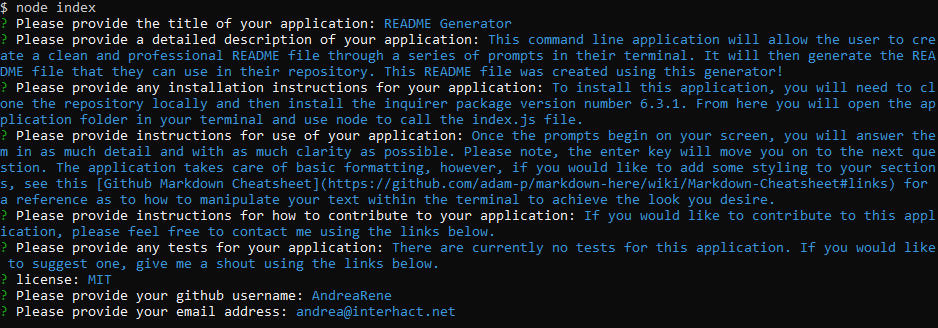 $ node index
? Please provide the title of your application: README Generator
? Please provide a detailed description of your application: This command line application will allow the user to cre
ate a clean and professional README file through a series of prompts in their terminal. It will then generate the REA
DME file that they can use in their repository. This README file was created using this generator!
? Please provide any installation instructions for your application: To install this application, you will need to cl
one the repository locally and then install the inquirer package version number 6.3.1. From here you will open the ap
plication folder in your terminal and use node to call the index.js file.
? Please provide instructions for use of your application: Once the prompts begin on your screen, you will answer the
m in as much detail and with as much clarity as possible. Please note, the enter key will move you on to the next que
stion. The application takes care of basic formatting, however, if you would like to add some styling to your section
s, see this [Github Markdown Cheatsheet](https://github.com/adam-p/markdown-here/wiki/Markdown-Cheatsheet#links) for
a reference as to how to manipulate your text within the terminal to achieve the look you desire.
? Please provide instructions for how to contribute to your application: If you would like to contribute to this appl
ication, please feel free to contact me using the links below.
? Please provide any tests for your application: There are currently no tests for this application. If you would like
 to suggest one, give me a shout using the links below.
? license: MIT
? Please provide your github username: AndreaRene
? Please provide your email address: andrea@interhact.net